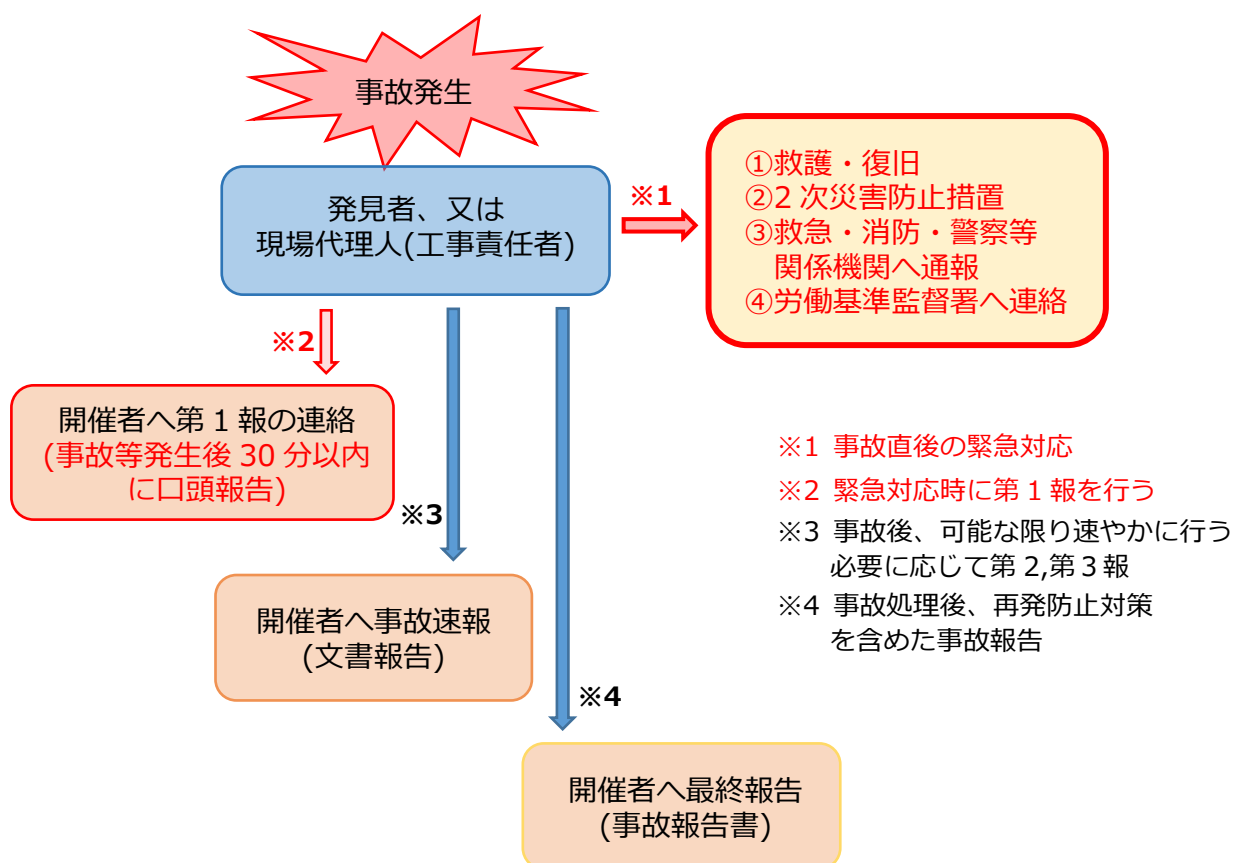 事故発生
発見者、又は
現場代理人(工事責任者)
※1
①救護・復旧
②2 次災害防止措置
③救急・消防・警察等
関係機関へ通報
④労働基準監督署へ連絡
※2
開催者へ第 1 報の連絡
(事故等発生後 30 分以内
に口頭報告)
※3
開催者へ事故速報
(文書報告)
※4
開催者へ最終報告
(事故報告書)
※1 事故直後の緊急対応
※2 緊急対応時に第 1 報を行う
※3 事故後、可能な限り速やかに行う
必要に応じて第 2,第 3 報
※4 事故処理後、再発防止対策
を含めた事故報告